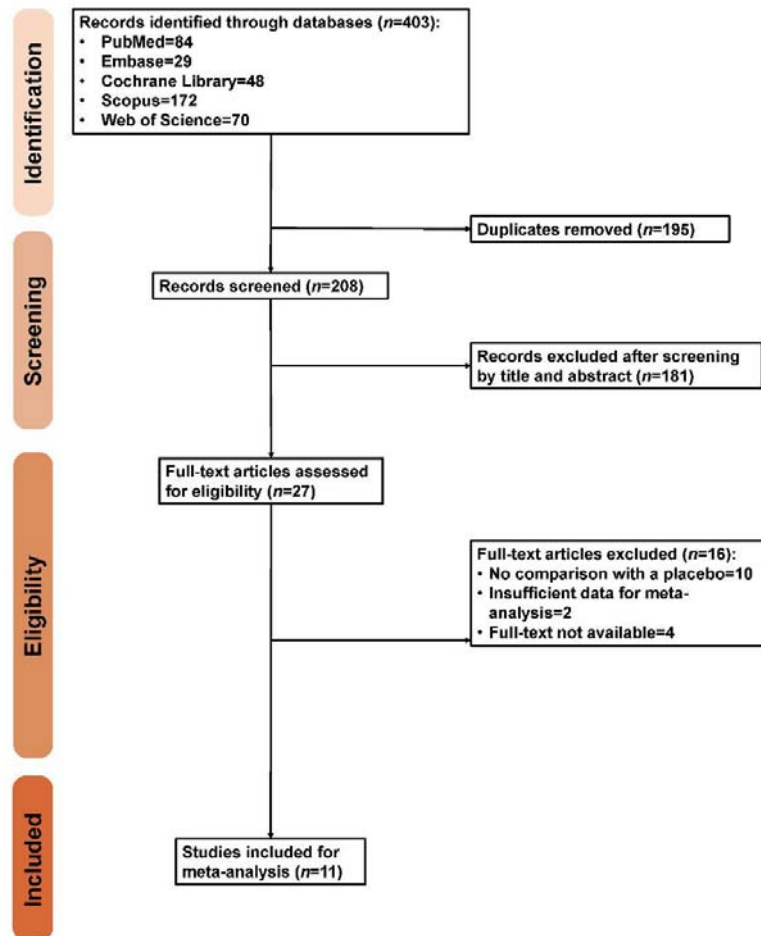 Identification
Records identified through databases (n=403):
• PubMed=84
• Embase=29
• Cochrane Library=48
• Scopus=172
• Web of Science=70
Duplicates removed (n=195)
Screening
Records screened (n=208)
Records excluded after screening
by title and abstract (n=181)
Eligibility
Full-text articles assessed
for eligibility (n=27)
Full-text articles excluded (n=16):
• No comparison with a placebo=10
• Insufficient data for meta-
analysis=2
• Full-text not available=4
Included
Studies included for
meta-analysis (n=11)